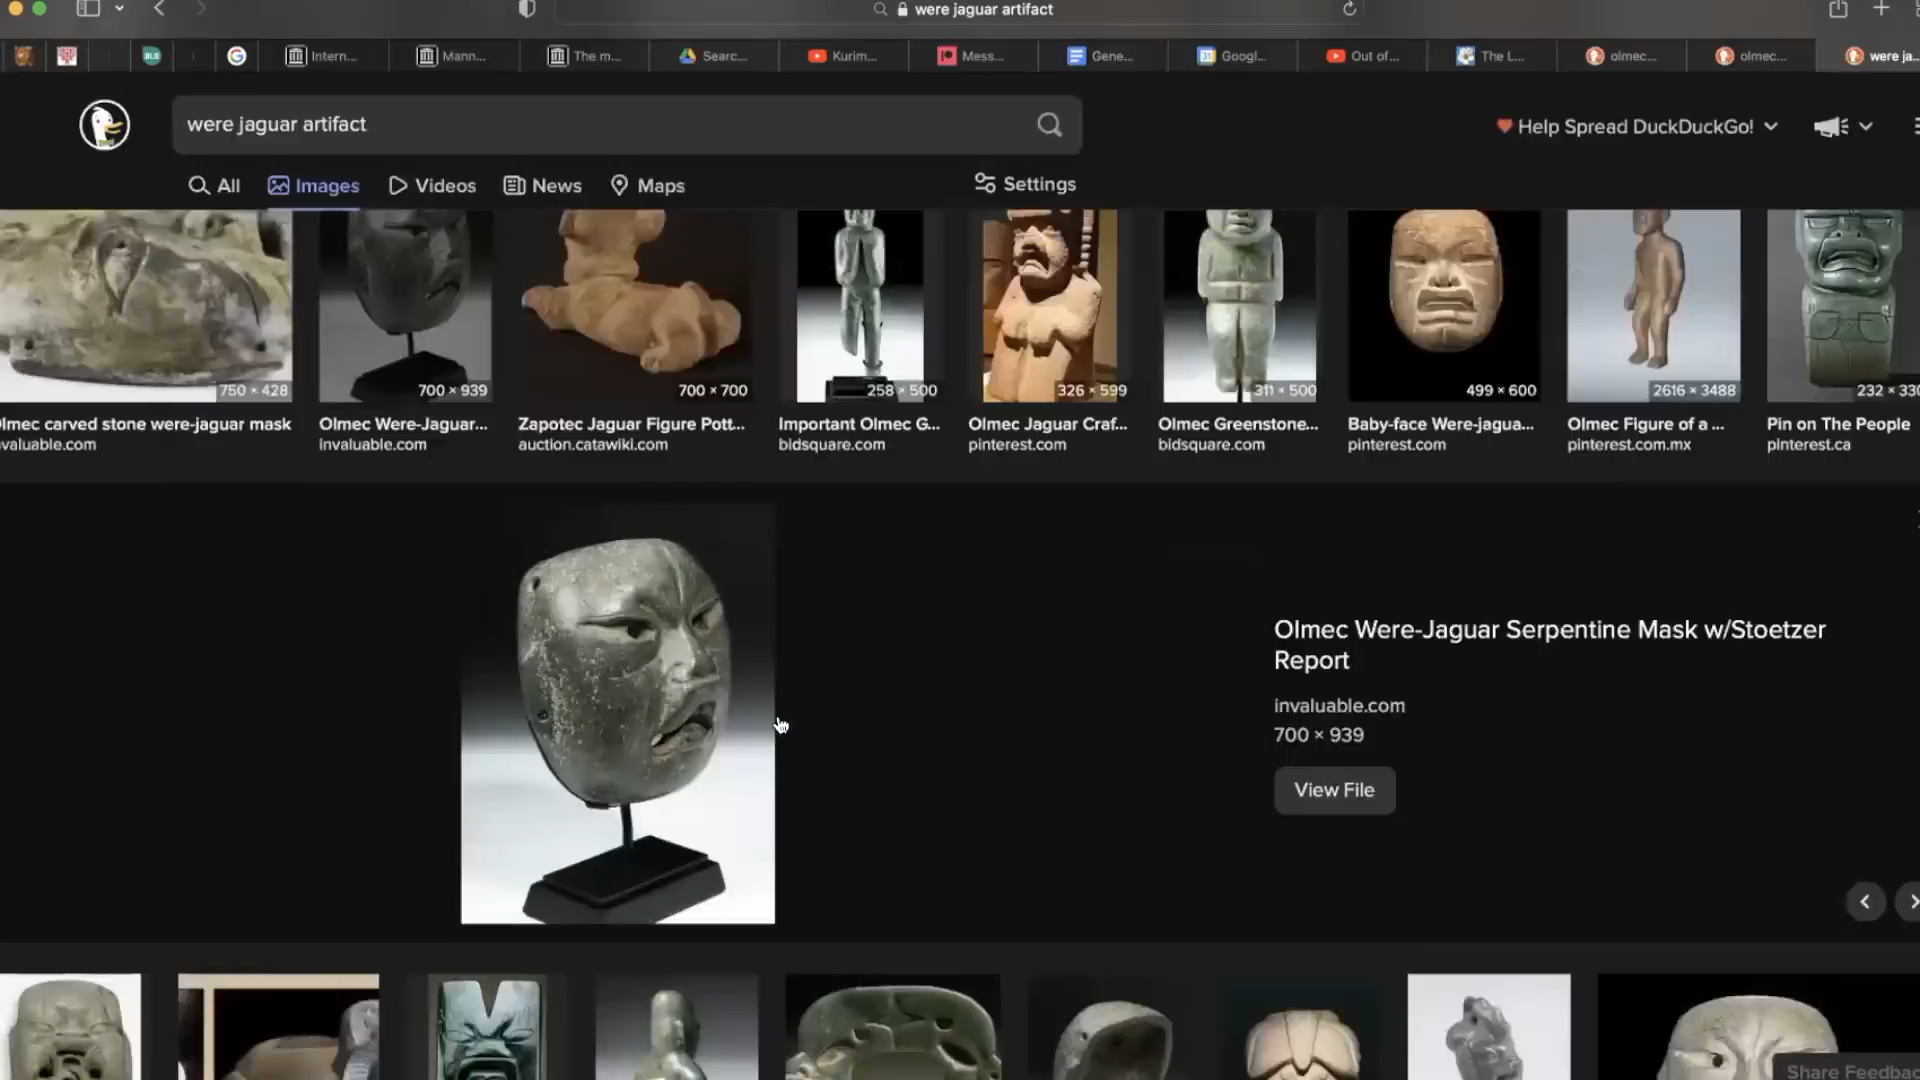 were jaguar artifact
BLB
Intern...
Mann...
The m...
Searc...
Kurim...
Mess...
Gene...
Googl...
Out of...
The L...
olmec...
olmec...
were ja...
were jaguar artifact
Help Spread DuckDuckGo!
All
Images
Videos
News
Maps
Settings
750 × 428
700 × 939
700 × 700
258 × 500
326 × 599
311 × 500
499 × 600
2616 × 3488
232 × 330
lmec carved stone were-jaguar mask
Olmec Were-Jaguar...
Zapotec Jaguar Figure Pott...
Important Olmec G...
Olmec Jaguar Craf...
Olmec Greenstone...
Baby-face Were-jagua...
Olmec Figure of a ...
Pin on The People
nvaluable.com
invaluable.com
auction.catawiki.com
bidsquare.com
pinterest.com
bidsquare.com
pinterest.com
pinterest.com.mx
pinterest.ca
Olmec Were-Jaguar Serpentine Mask w/Stoetzer
Report
invaluable.com
700 × 939
View File
Share Feedbac